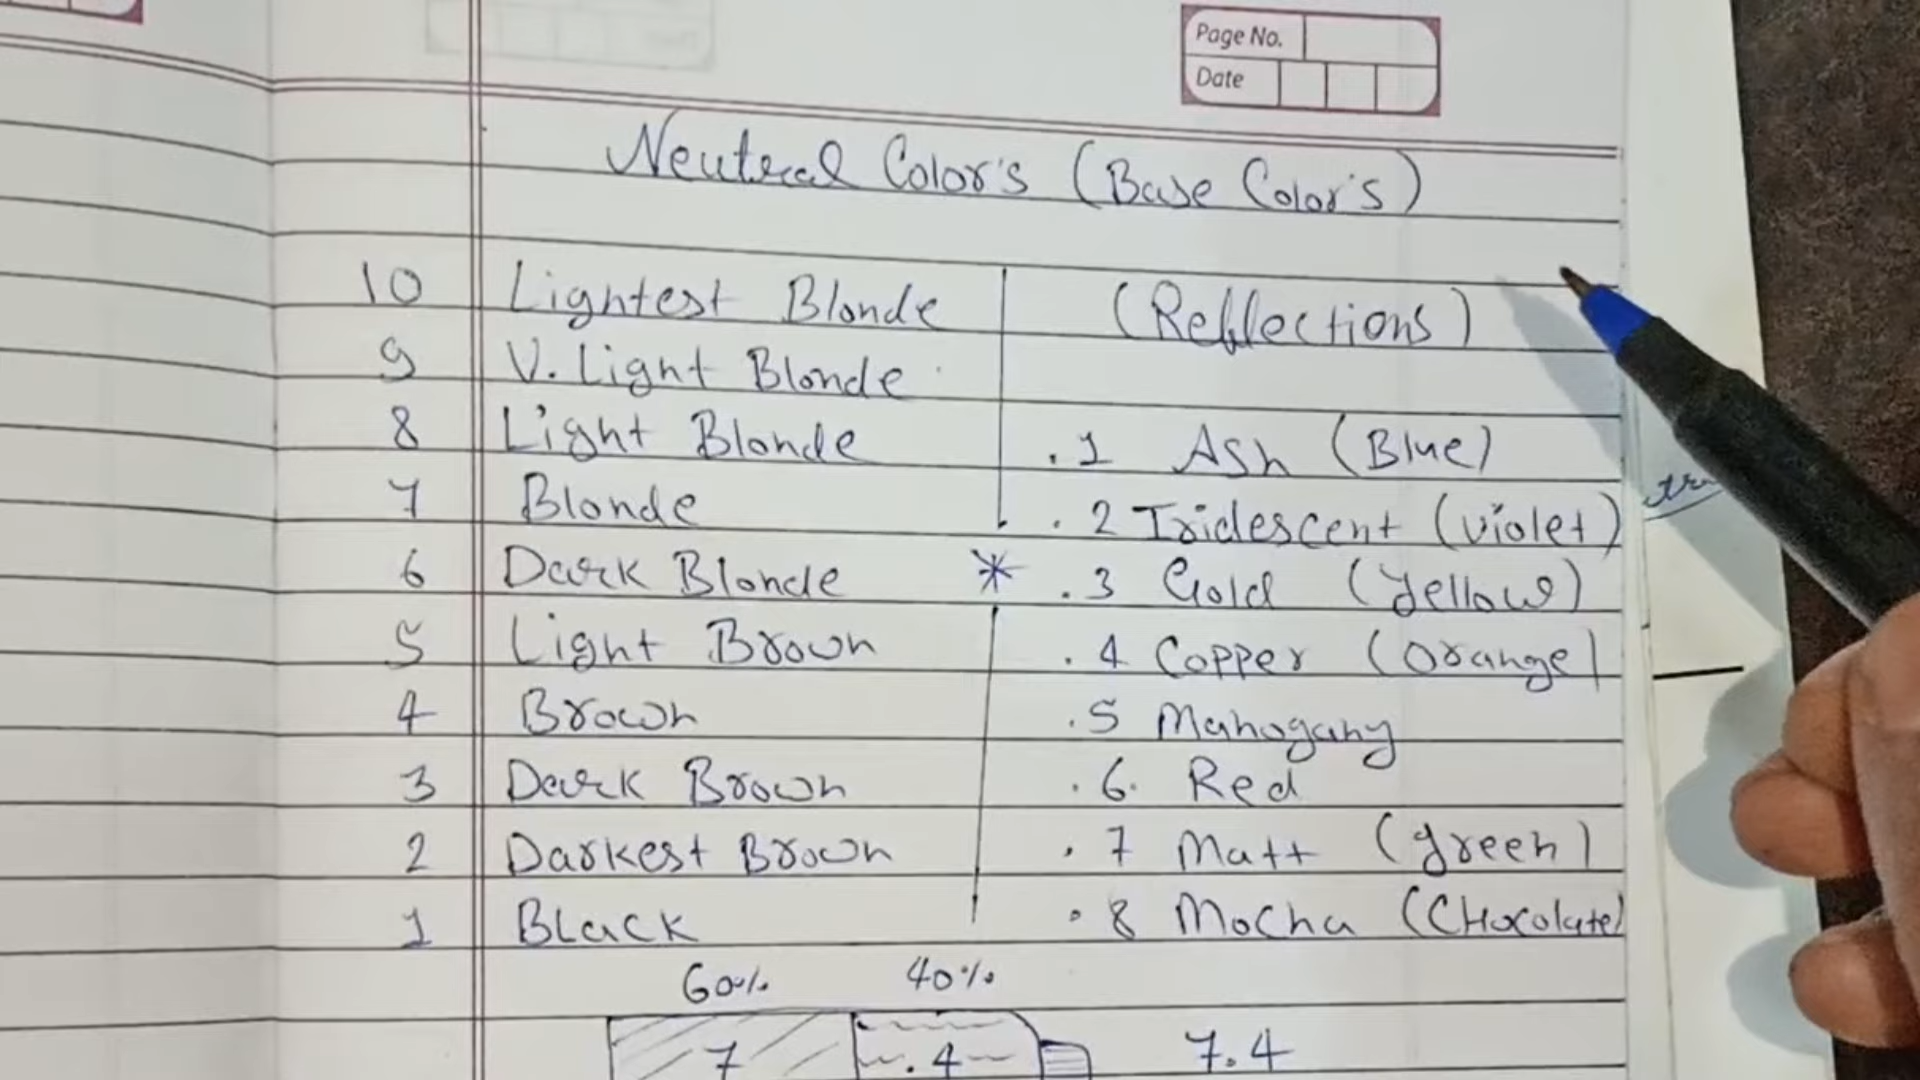 Page No.
Date
Neutral Color's (Base Color's)
10 Lightest Blonde
(Reflections)
9 V. Light Blonde
8 Light Blonde
.1 Ash (Blue)
7 Blonde
.2 Iridescent (violet)
6 Dark Blonde
* .3 Gold (Yellow)
5 Light Brown
.4 Copper (Orange)
4 Brown
.5 Mahogany
3 Dark Brown
.6. Red
2 Darkest Brown
.7 Matt (green)
1 Black
.8 Mocha (CHocolate)
60% 40%
7 .4 7.4